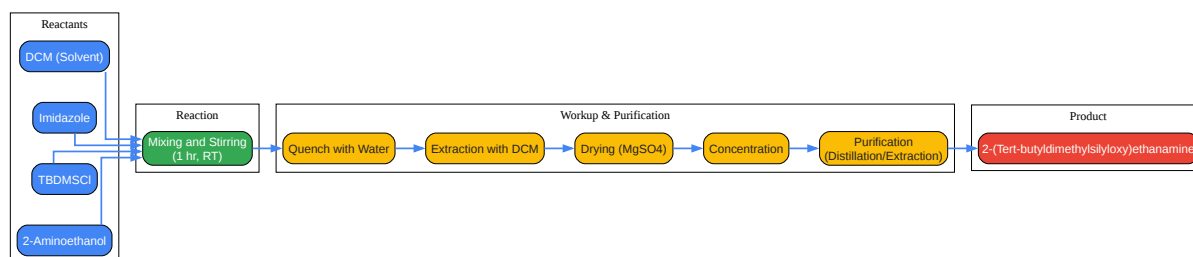 Reactants
DCM (Solvent)
Imidazole
TBDMSCl
2-Aminoethanol
Reaction
Mixing and Stirring
(1 hr, RT)
Workup & Purification
Quench with Water
Extraction with DCM
Drying (MgSO4)
Concentration
Purification
(Distillation/Extraction)
Product
2-(Tert-butyldimethylsilyloxy)ethanamine